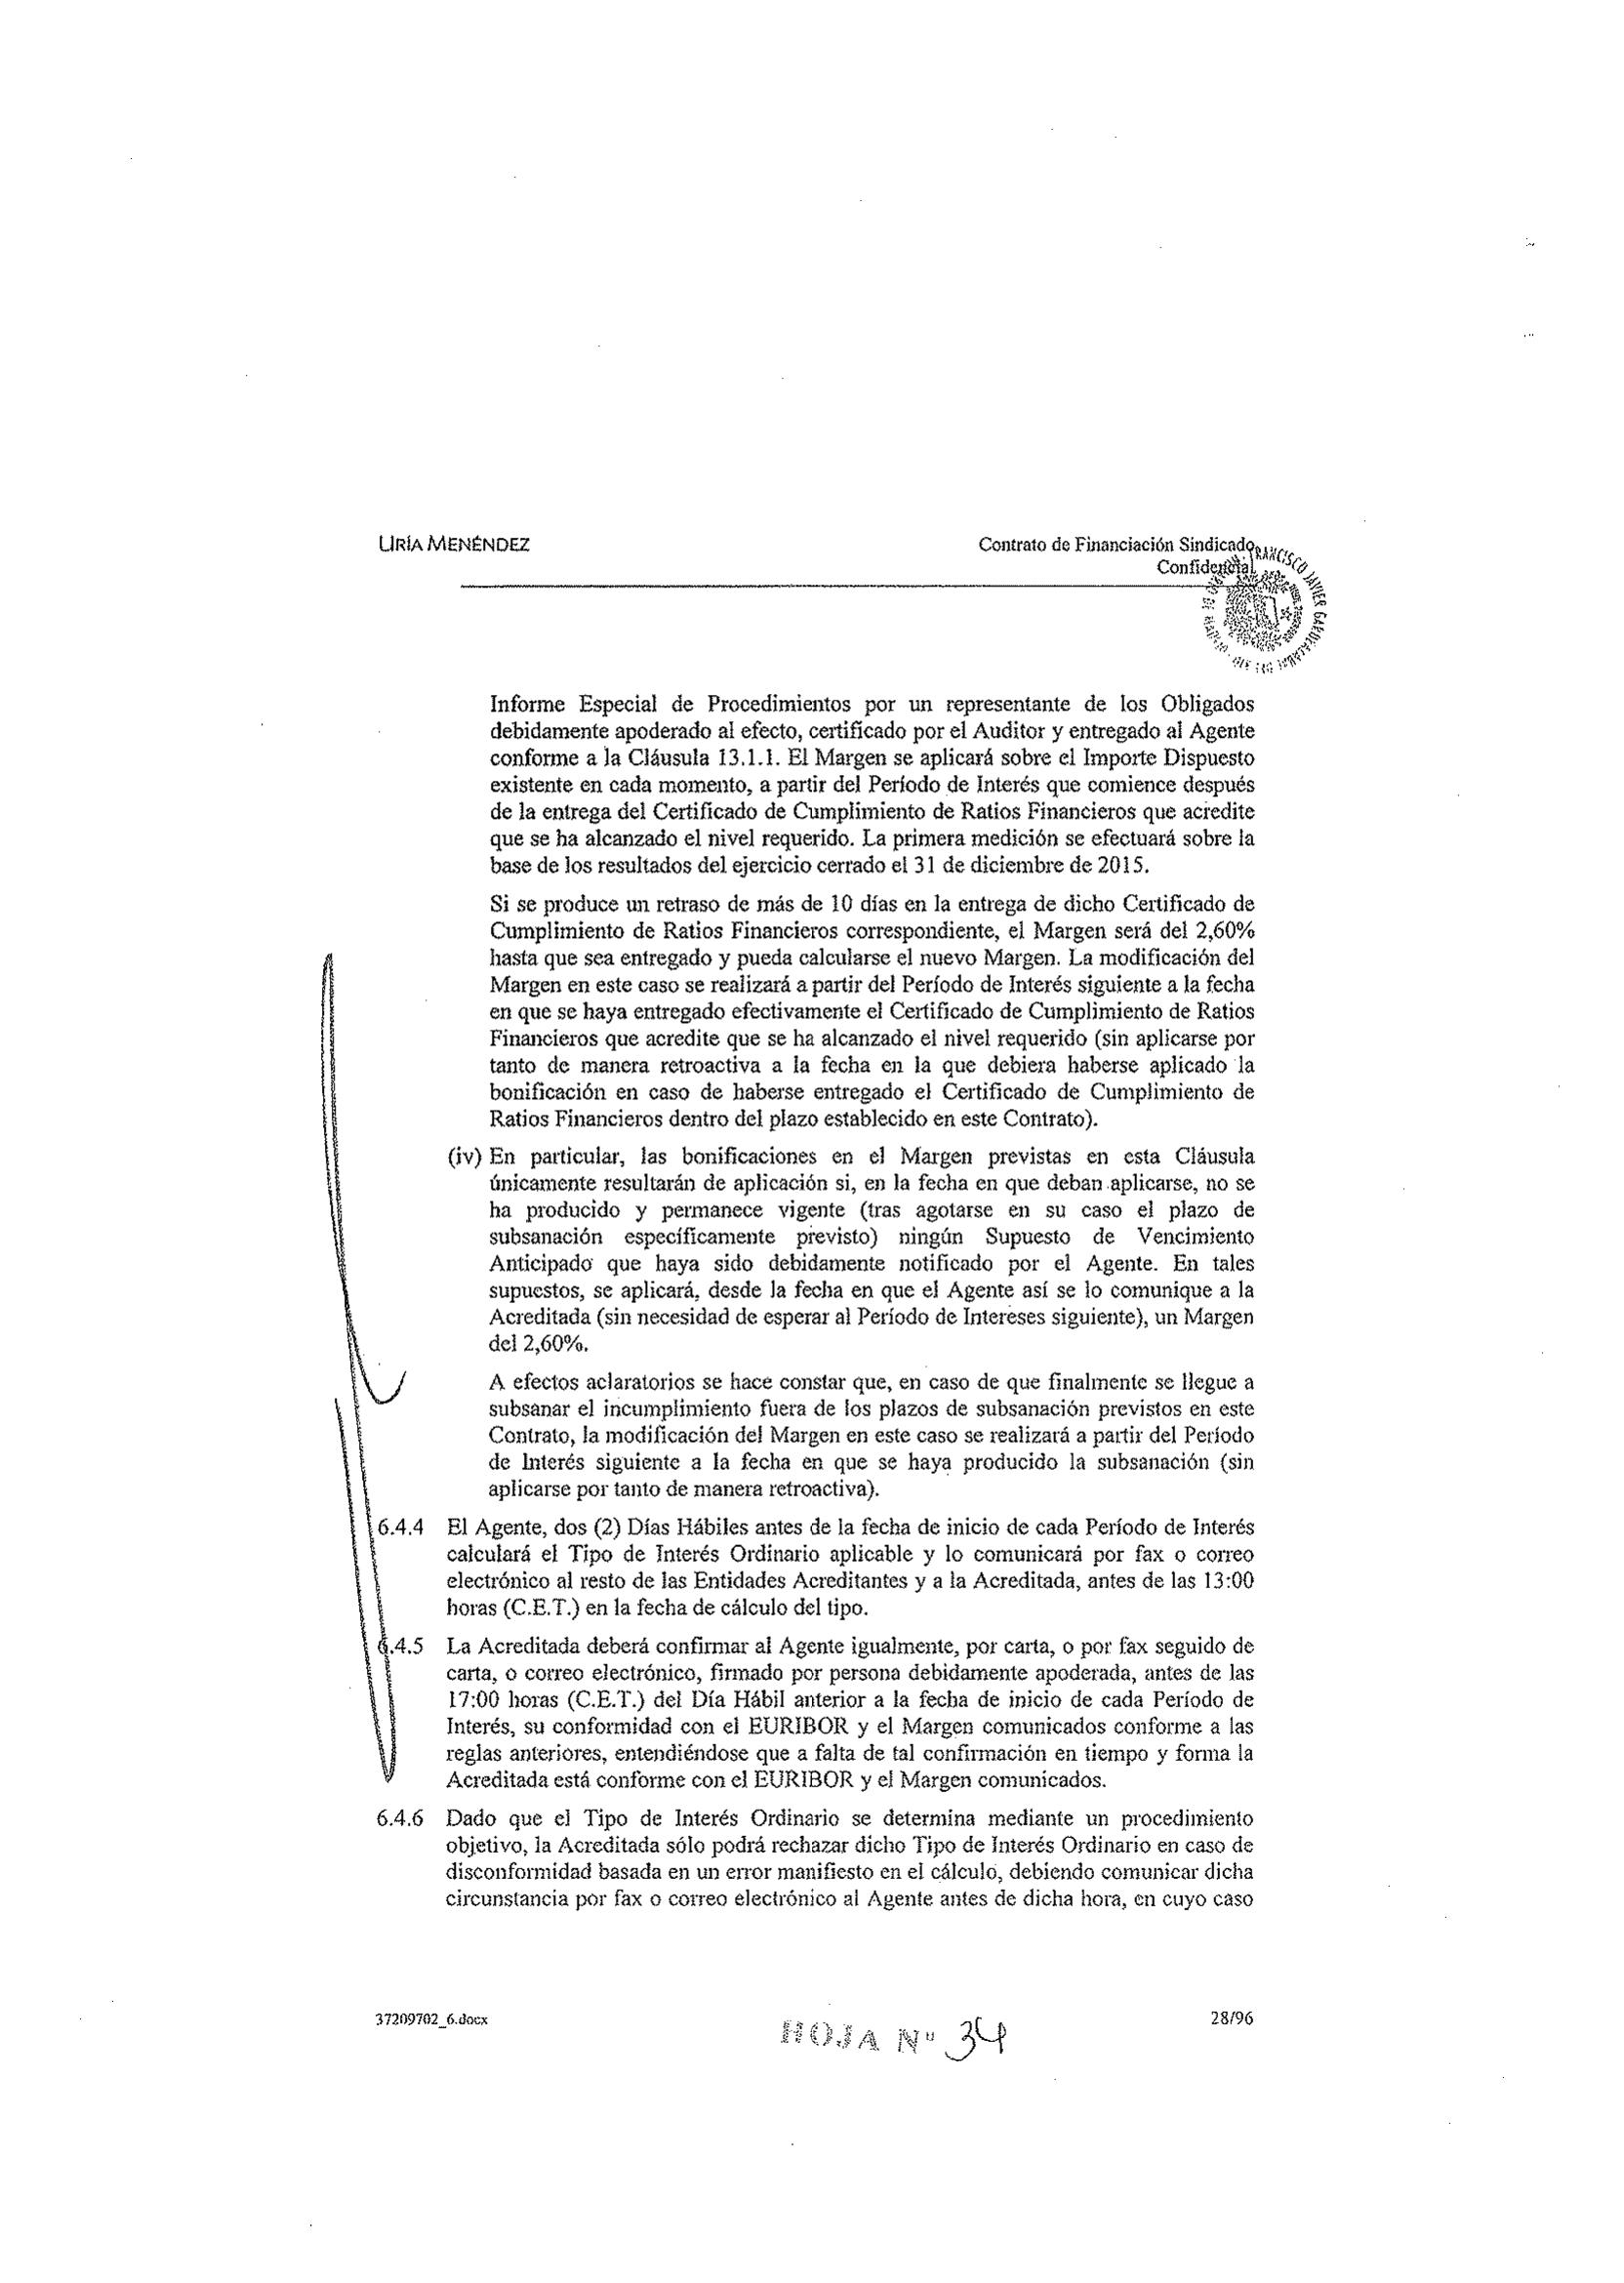 URÍA MENÉNDEZ
Contrato de Financiación Sindicado
Confidencial
FRANCISCO JAVIER
Informe Especial de Procedimientos por un representante de los Obligados
debidamente apoderado al efecto, certificado por el Auditor y entregado al Agente
conforme a la Cláusula 13.1.1. El Margen se aplicará sobre el Importe Dispuesto
existente en cada momento, a partir del Período de Interés que comience después
de la entrega del Certificado de Cumplimiento de Ratios Financieros que acredite
que se ha alcanzado el nivel requerido. La primera medición se efectuará sobre la
base de los resultados del ejercicio cerrado el 31 de diciembre de 2015.
Si se produce un retraso de más de 10 días en la entrega de dicho Certificado de
Cumplimiento de Ratios Financieros correspondiente, el Margen será del 2,60%
hasta que sea entregado y pueda calcularse el nuevo Margen. La modificación del
Margen en este caso se realizará a partir del Período de Interés siguiente a la fecha
en que se haya entregado efectivamente el Certificado de Cumplimiento de Ratios
Financieros que acredite que se ha alcanzado el nivel requerido (sin aplicarse por
tanto de manera retroactiva a la fecha en la que debiera haberse aplicado la
bonificación en caso de haberse entregado el Certificado de Cumplimiento de
Ratios Financieros dentro del plazo establecido en este Contrato).
(iv) En particular, las bonificaciones en el Margen previstas en esta Cláusula
únicamente resultarán de aplicación si, en la fecha en que deban aplicarse, no se
ha producido y permanece vigente (tras agotarse en su caso el plazo de
subsanación específicamente previsto) ningún Supuesto de Vencimiento
Anticipado que haya sido debidamente notificado por el Agente. En tales
supuestos, se aplicará, desde la fecha en que el Agente así se lo comunique a la
Acreditada (sin necesidad de esperar al Período de Intereses siguiente), un Margen
del 2,60%.
A efectos aclaratorios se hace constar que, en caso de que finalmente se llegue a
subsanar el incumplimiento fuera de los plazos de subsanación previstos en este
Contrato, la modificación del Margen en este caso se realizará a partir del Período
de Interés siguiente a la fecha en que se haya producido la subsanación (sin
aplicarse por tanto de manera retroactiva).
6.4.4 El Agente, dos (2) Días Hábiles antes de la fecha de inicio de cada Período de Interés
calculará el Tipo de Interés Ordinario aplicable y lo comunicará por fax o correo
electrónico al resto de las Entidades Acreditantes y a la Acreditada, antes de las 13:00
horas (C.E.T.) en la fecha de cálculo del tipo.
6.4.5 La Acreditada deberá confirmar al Agente igualmente, por carta, o por fax seguido de
carta, o correo electrónico, firmado por persona debidamente apoderada, antes de las
17:00 horas (C.E.T.) del Día Hábil anterior a la fecha de inicio de cada Período de
Interés, su conformidad con el EURIBOR y el Margen comunicados conforme a las
reglas anteriores, entendiéndose que a falta de tal confirmación en tiempo y forma la
Acreditada está conforme con el EURIBOR y el Margen comunicados.
6.4.6 Dado que el Tipo de Interés Ordinario se determina mediante un procedimiento
objetivo, la Acreditada sólo podrá rechazar dicho Tipo de Interés Ordinario en caso de
disconformidad basada en un error manifiesto en el cálculo, debiendo comunicar dicha
circunstancia por fax o correo electrónico al Agente antes de dicha hora, en cuyo caso
37209702_6.docx
28/96
HOJA Nº 34